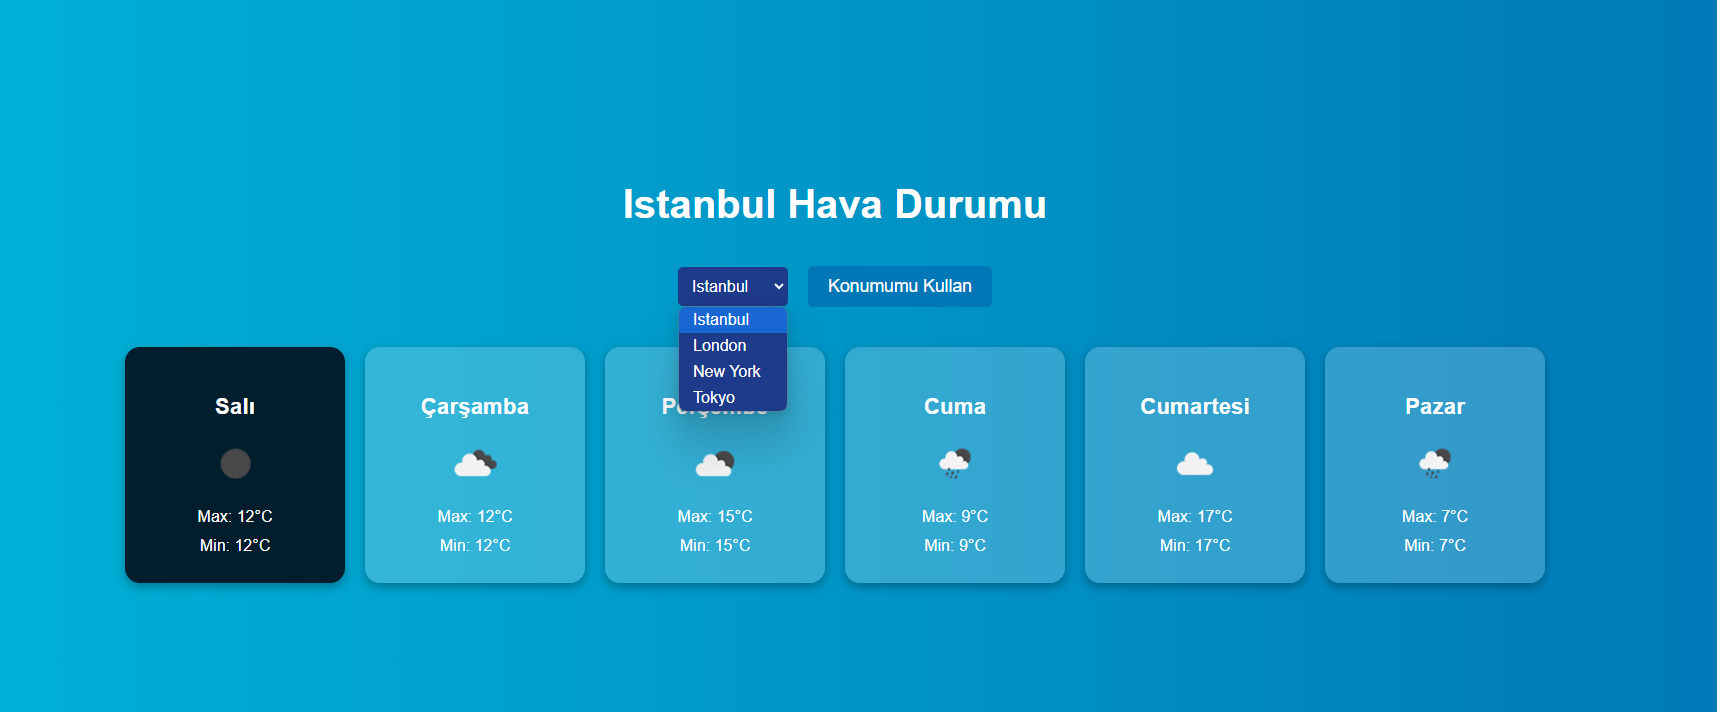 Istanbul Hava Durumu
Istanbul
Konumumu Kullan
Istanbul
London
New York
Tokyo
Salı
Max: 12°C
Min: 12°C
Çarşamba
Max: 12°C
Min: 12°C
Max: 15°C
Min: 15°C
Cuma
Max: 9°C
Min: 9°C
Cumartesi
Max: 17°C
Min: 17°C
Pazar
Max: 7°C
Min: 7°C